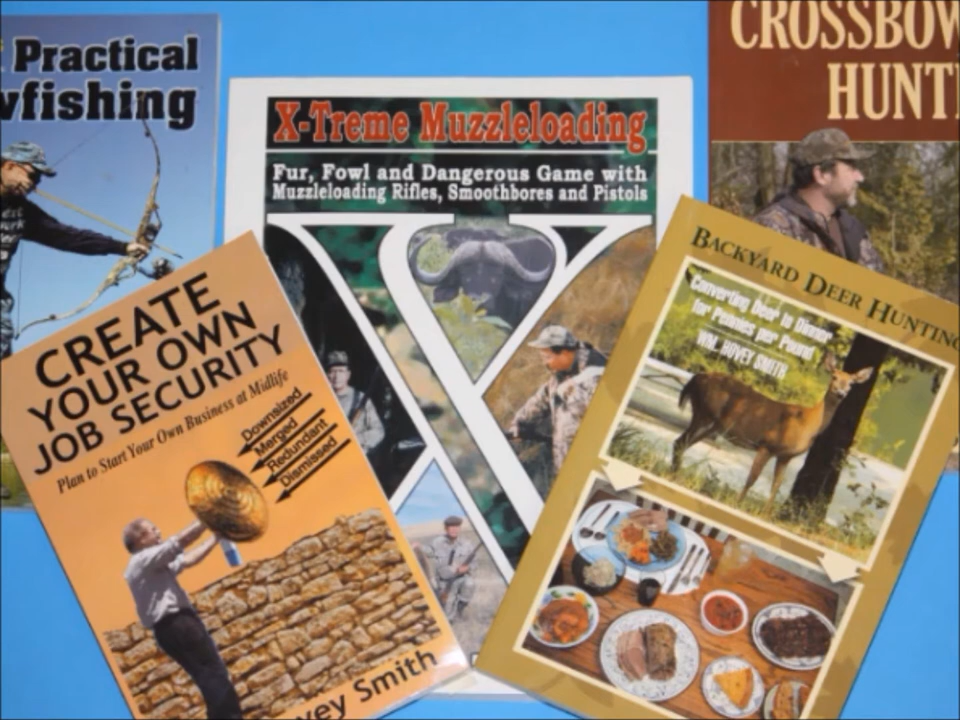 Practical
wfishing
X-Treme Muzzleloading
Fur, Fowl and Dangerous Game with
Muzzleloading Rifles, Smoothbores and Pistols
CROSSBOW
HUNTI
CREATE
YOUR OWN
JOB SECURITY
Plan to Start Your Own Business at Midlife
Downsized
Merged
Redundant
Dismissed
vey Smith
BACKYARD DEER HUNTING
Converting Deer to Dinner
for Pennies per Pound
WM. HOVEY SMITH